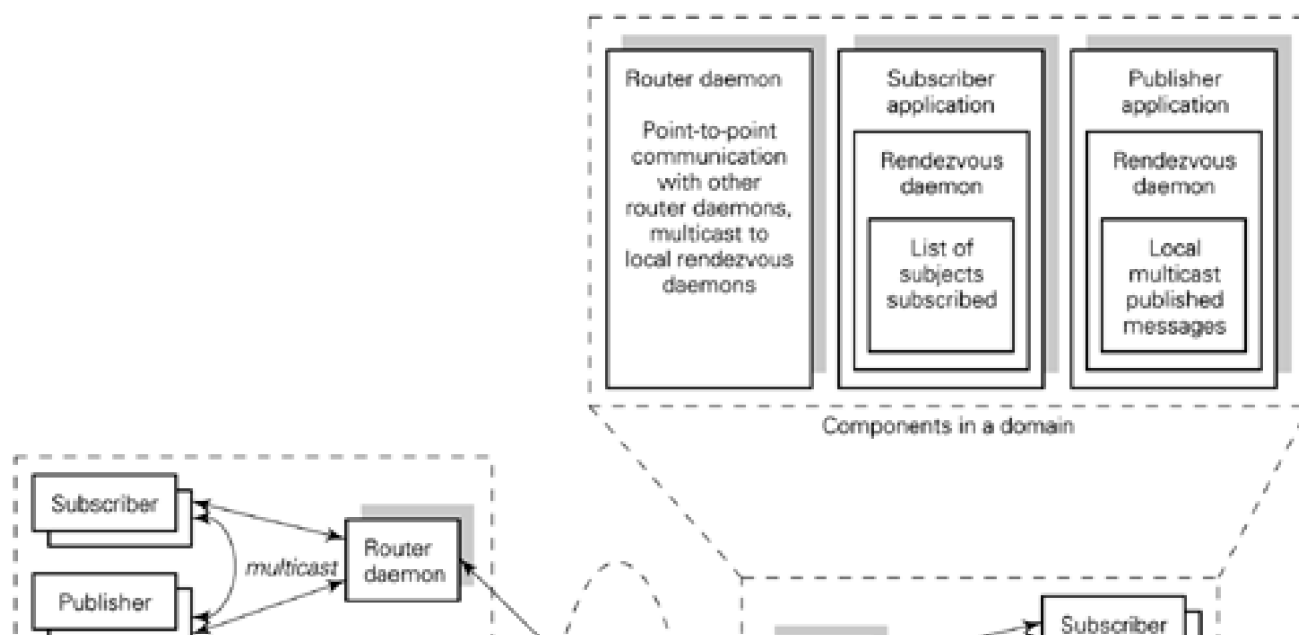 Router daemon
Point-to-point
communication
with other
router daemons,
multicast to
local rendezvous
daemons
Subscriber
application
Rendezvous
daemon
List of
subjects
subscribed
Publisher
application
Rendezvous
daemon
Local
multicast
published
messages
Components in a domain
Subscriber
multicast
Router
daemon
Publisher
Subscriber